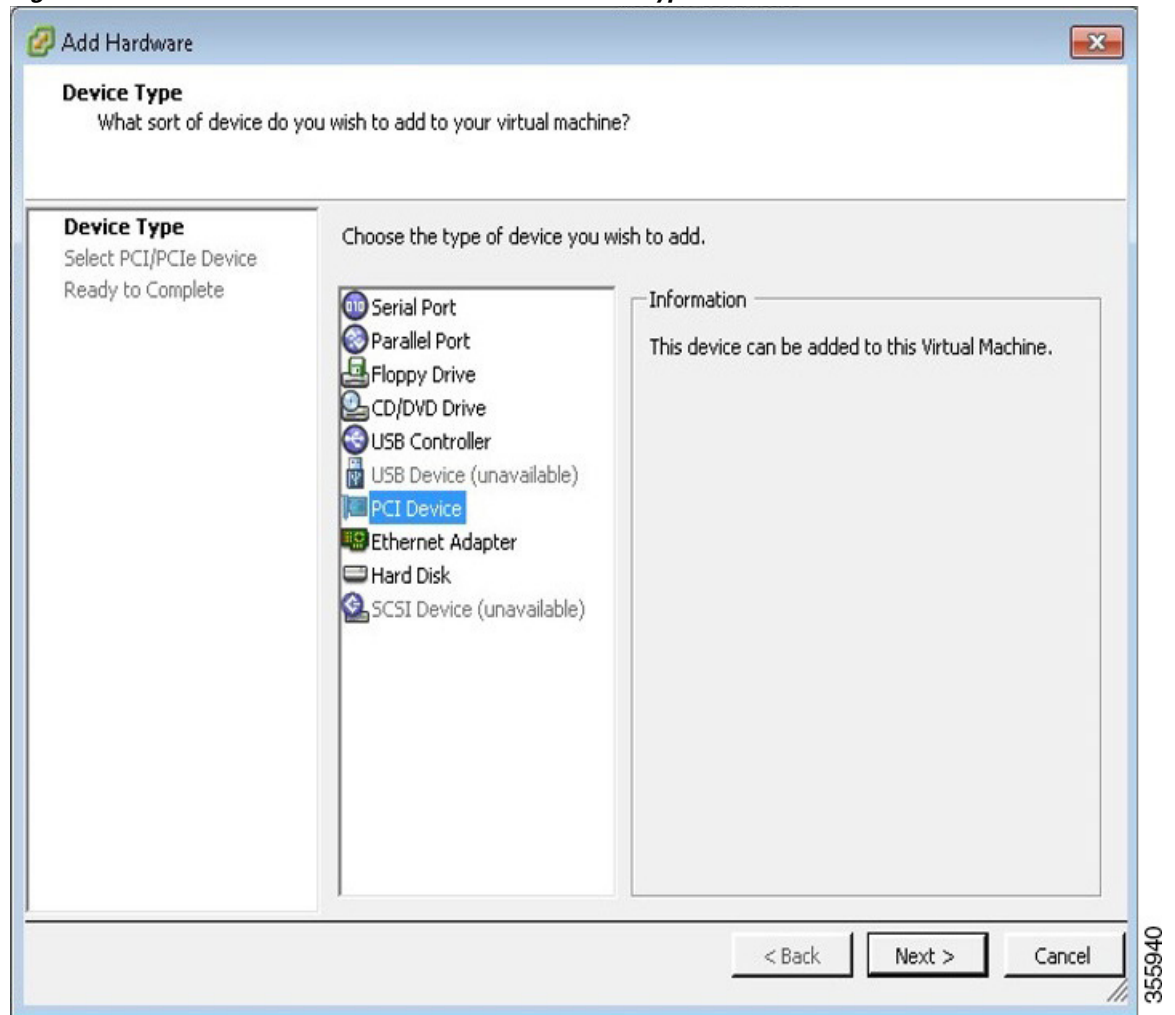 Add Hardware
Device Type
What sort of device do you wish to add to your virtual machine?
Device Type
Select PCI/PCIe Device
Ready to Complete
Choose the type of device you wish to add.
Serial Port
Parallel Port
Floppy Drive
CD/DVD Drive
USB Controller
USB Device (unavailable)
PCI Device
Ethernet Adapter
Hard Disk
SCSI Device (unavailable)
Information
This device can be added to this Virtual Machine.
< Back
Next >
Cancel
355940